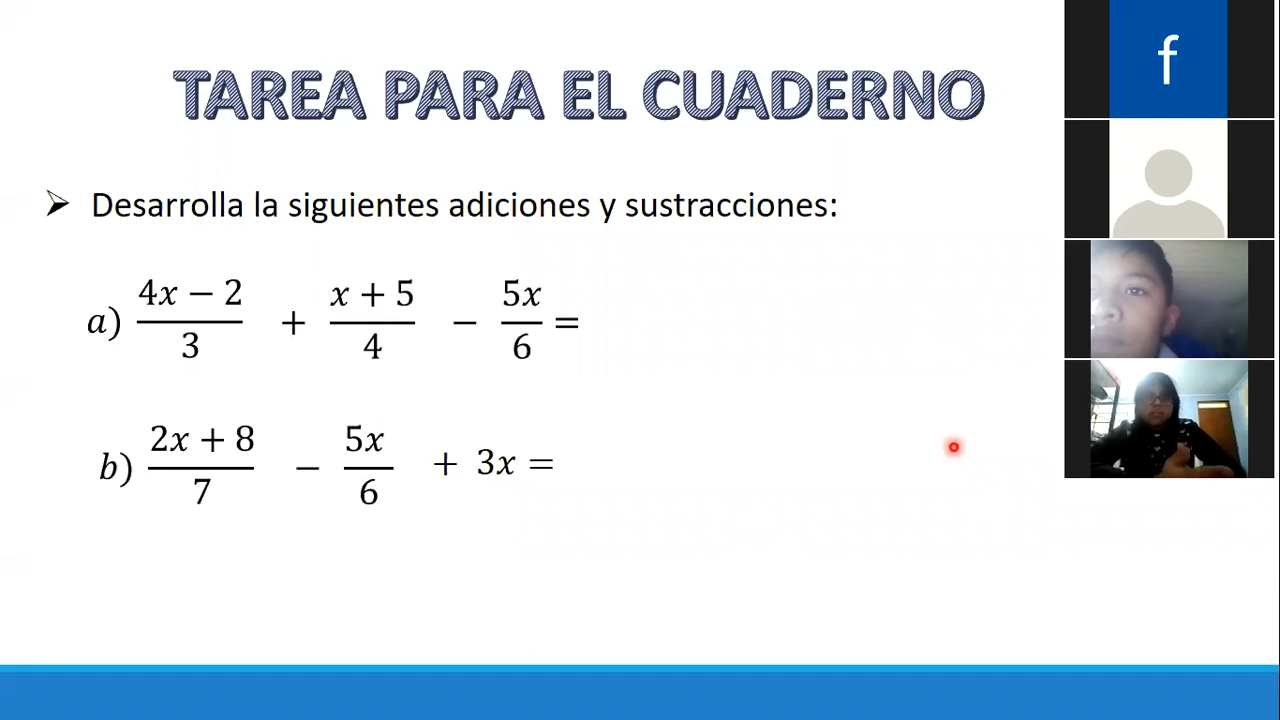 TAREA PARA EL CUADERNO
f
➢ Desarrolla la siguientes adiciones y sustracciones:
a) (4x − 2)/3 + (x + 5)/4 − 5x/6 =
b) (2x + 8)/7 − 5x/6 + 3x =